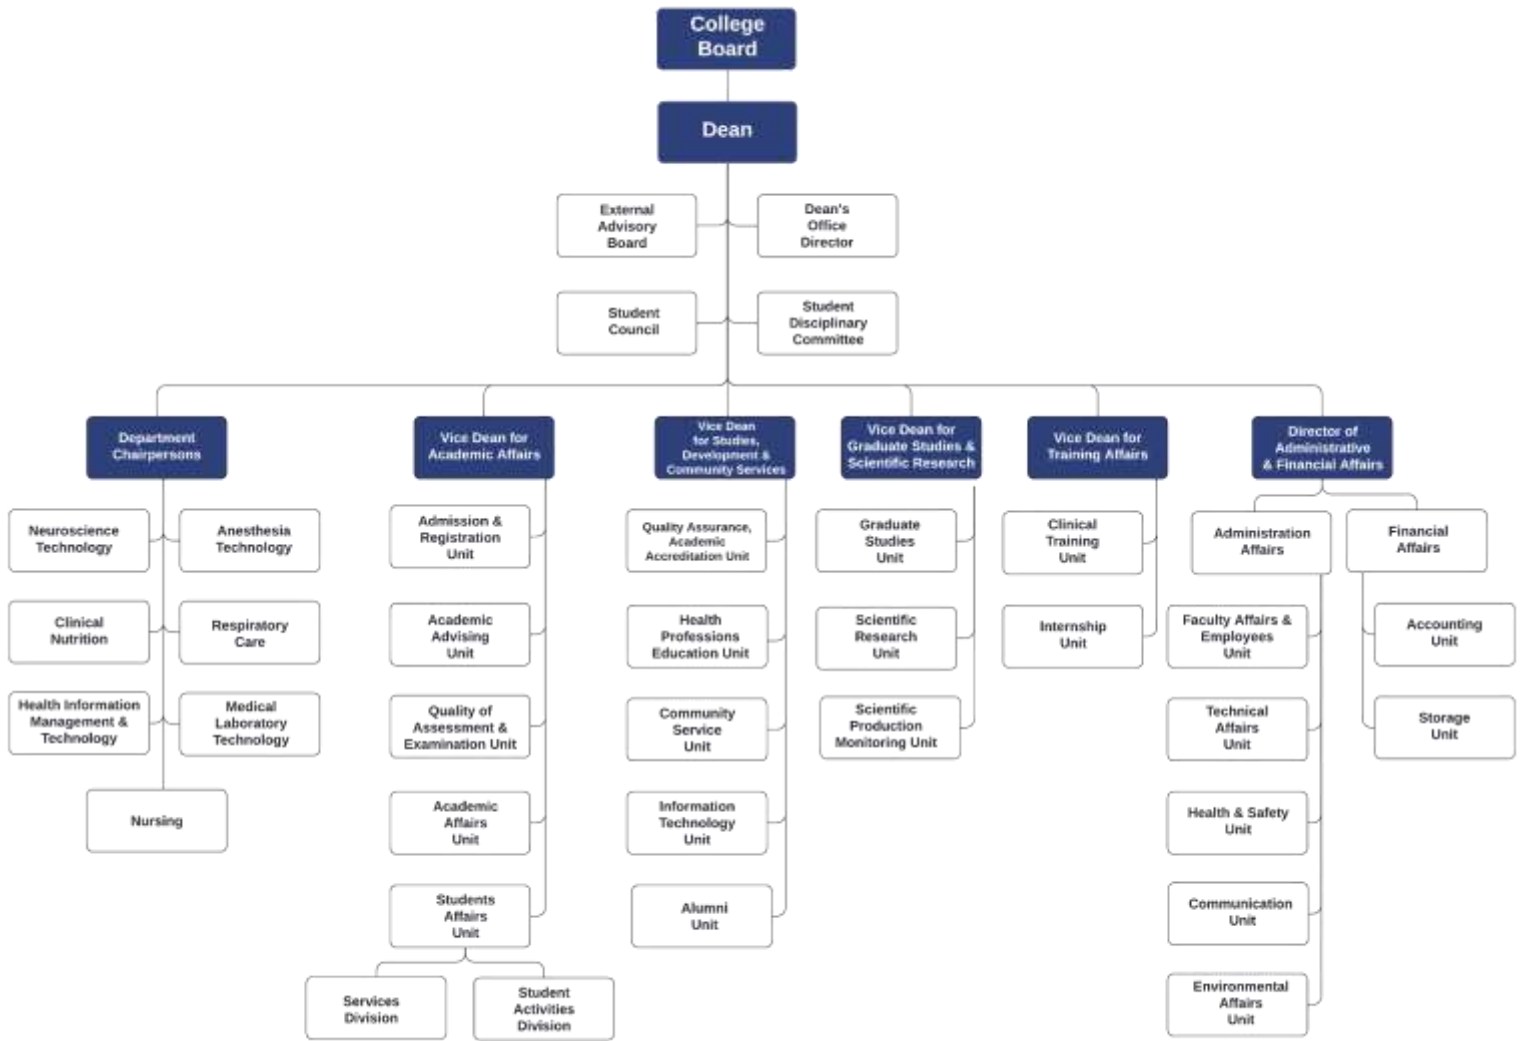 College
Board
Dean
External
Advisory
Board
Dean's
Office
Director
Student
Council
Student
Disciplinary
Committee
Department
Chairpersons
Vice Dean for
Academic Affairs
Vice Dean
for Studies,
Development &
Community Services
Vice Dean for
Graduate Studies &
Scientific Research
Vice Dean for
Training Affairs
Director of
Administrative
& Financial Affairs
Neuroscience
Technology
Anesthesia
Technology
Clinical
Nutrition
Respiratory
Care
Health Information
Management &
Technology
Medical
Laboratory
Technology
Nursing
Admission &
Registration
Unit
Academic
Advising
Unit
Quality of
Assessment &
Examination Unit
Academic
Affairs
Unit
Students
Affairs
Unit
Services
Division
Student
Activities
Division
Quality Assurance,
Academic
Accreditation Unit
Health
Professions
Education Unit
Community
Service
Unit
Information
Technology
Unit
Alumni
Unit
Graduate
Studies
Unit
Scientific
Research
Unit
Scientific
Production
Monitoring Unit
Clinical
Training
Unit
Internship
Unit
Administration
Affairs
Financial
Affairs
Faculty Affairs &
Employees
Unit
Technical
Affairs
Unit
Health & Safety
Unit
Communication
Unit
Environmental
Affairs
Unit
Accounting
Unit
Storage
Unit